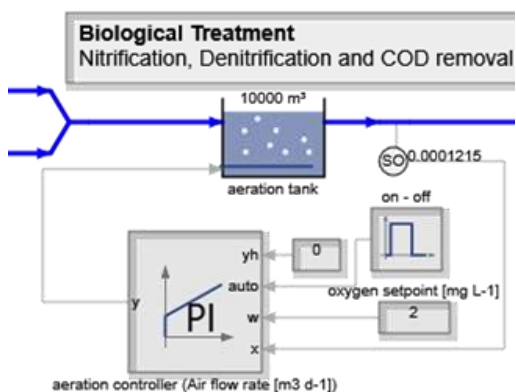 Biological Treatment
Nitrification, Denitrification and COD removal
10000 m³
SO
0.0001215
aeration tank
on - off
yh
0
auto
oxygen setpoint [mg L-1]
y
PI
w
2
x
aeration controller (Air flow rate [m3 d-1])